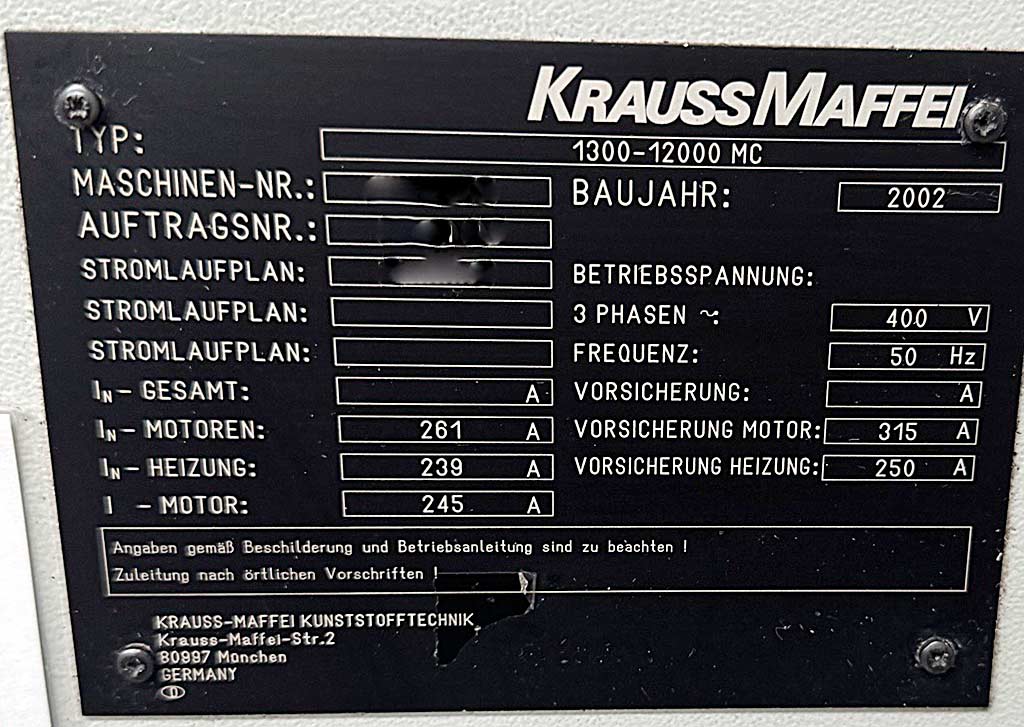 KRAUSSMAFFEI
TYP: 1300-12000 MC
MASCHINEN-NR.: BAUJAHR: 2002
AUFTRAGSNR.:
STROMLAUFPLAN: BETRIEBSSPANNUNG:
STROMLAUFPLAN: 3 PHASEN ~: 400 V
STROMLAUFPLAN: FREQUENZ: 50 Hz
IN- GESAMT: A VORSICHERUNG: A
IN- MOTOREN: 261 A VORSICHERUNG MOTOR: 315 A
IN- HEIZUNG: 239 A VORSICHERUNG HEIZUNG: 250 A
I - MOTOR: 245 A
Angaben gemäß Beschilderung und Betriebsanleitung sind zu beachten !
Zuleitung nach örtlichen Vorschriften !
KRAUSS-MAFFEI KUNSTSTOFFTECHNIK
Krauss-Maffei-Str.2
80997 München
GERMANY